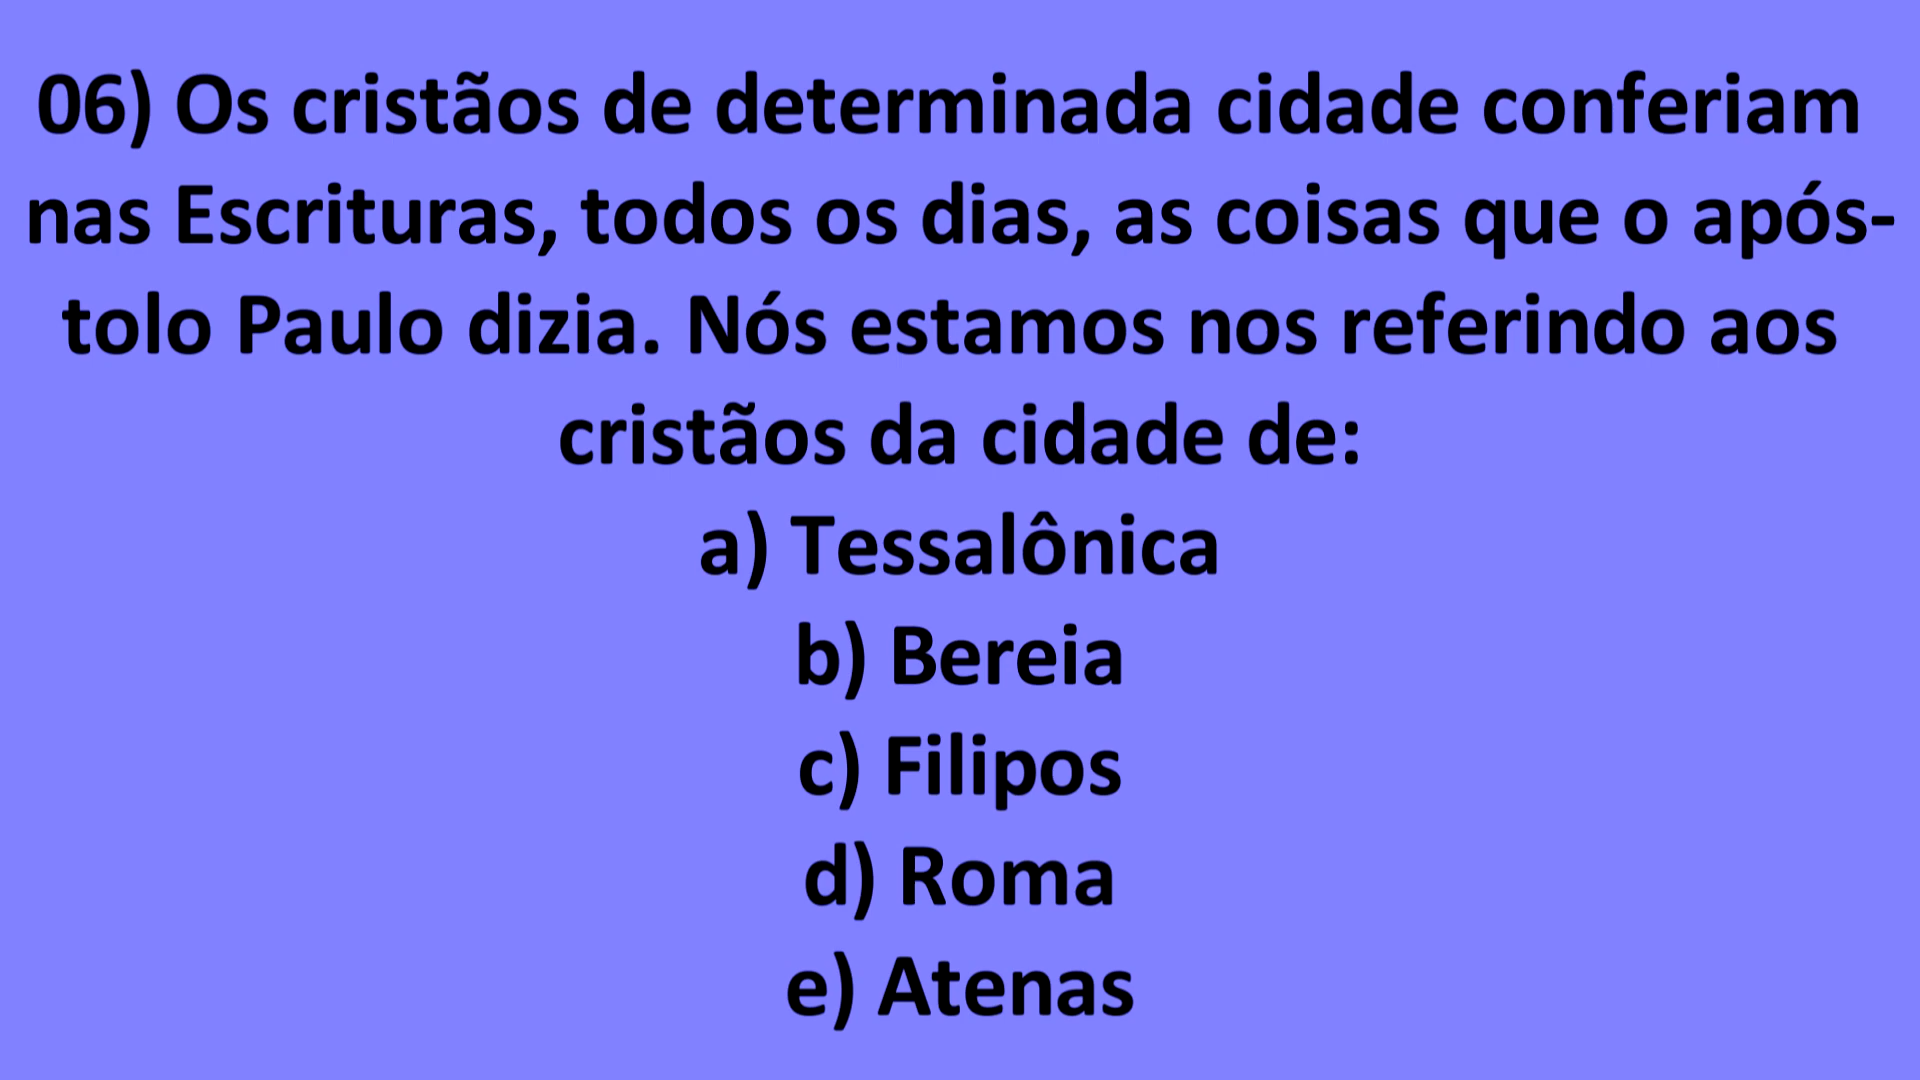 06) Os cristãos de determinada cidade conferiam
nas Escrituras, todos os dias, as coisas que o após-
tolo Paulo dizia. Nós estamos nos referindo aos
cristãos da cidade de:
a) Tessalônica
b) Bereia
c) Filipos
d) Roma
e) Atenas